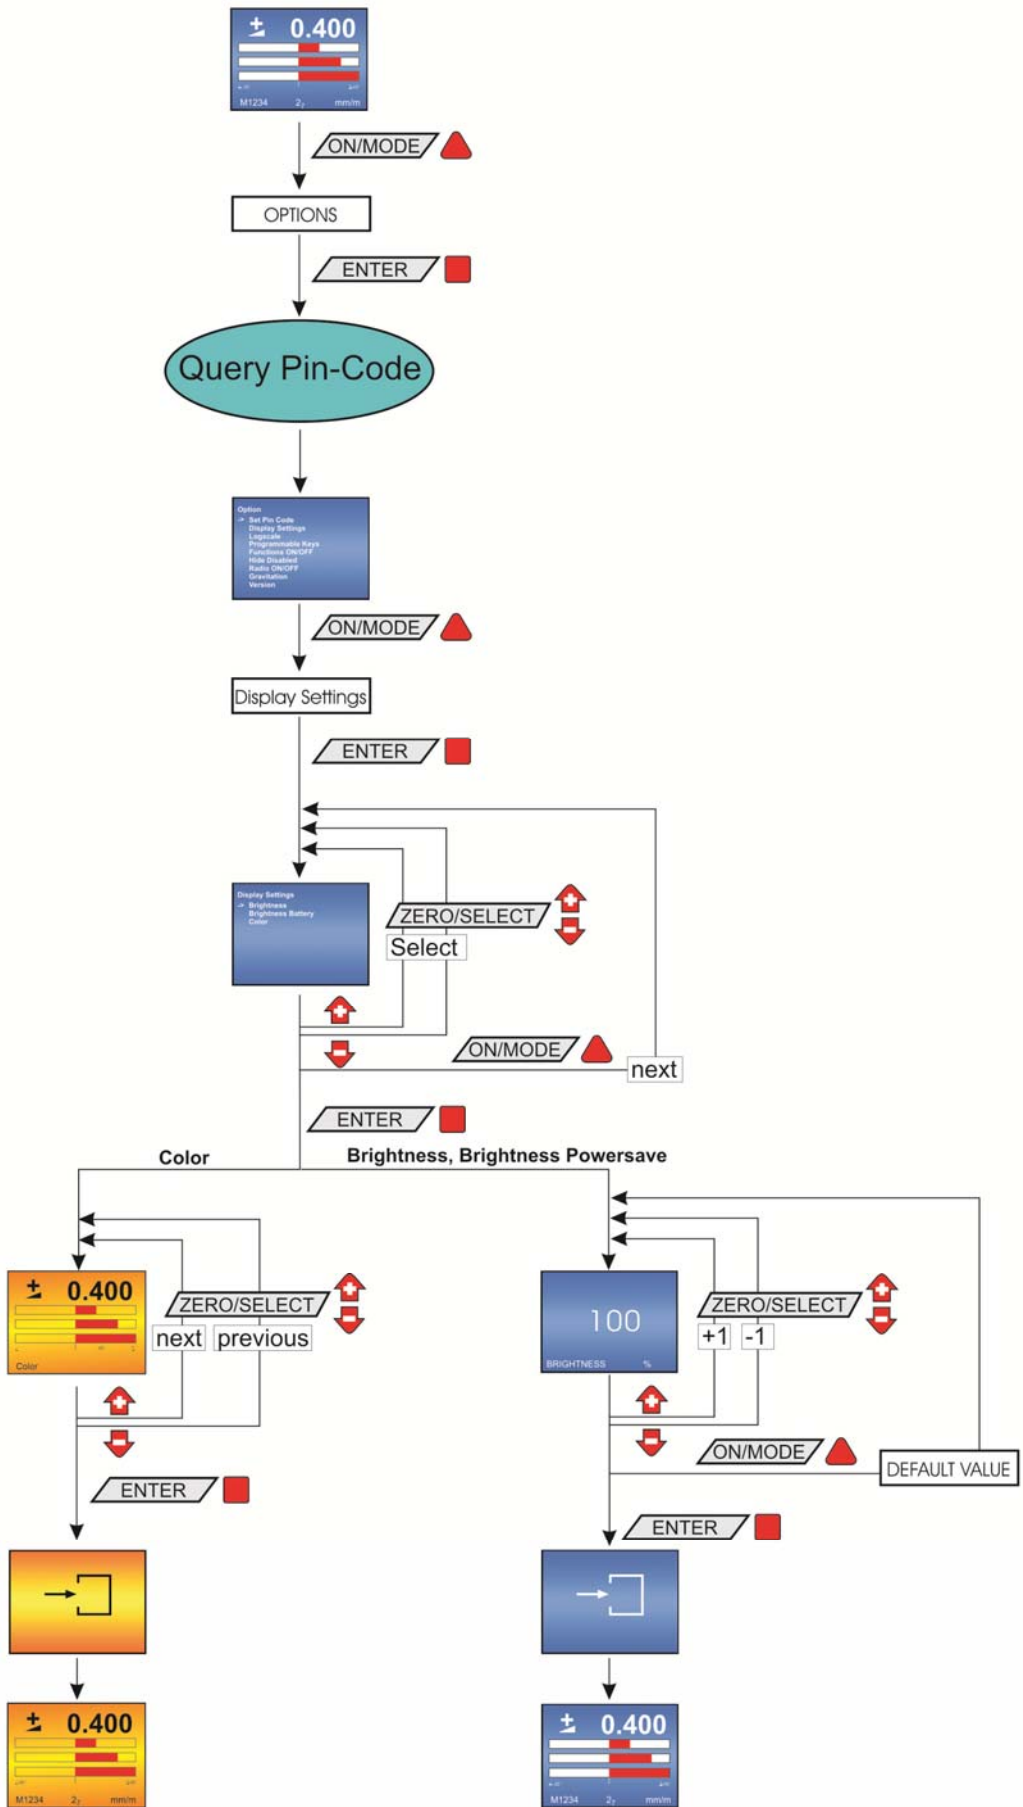 0.400
M1234 2₇ mm/m
ON/MODE
OPTIONS
ENTER
Query Pin-Code
Option
-> Set Pin Code
Display Settings
Logscale
Programmable Keys
Functions ON/OFF
Hide Disabled
Radio ON/OFF
Gravitation
Version
ON/MODE
Display Settings
ENTER
Display Settings
-> Brightness
Brightness Battery
Color
ZERO/SELECT
Select
ON/MODE
next
ENTER
Color
Brightness, Brightness Powersave
0.400
Color
ZERO/SELECT
next previous
100
BRIGHTNESS %
ZERO/SELECT
+1 -1
ENTER
ON/MODE
DEFAULT VALUE
ENTER
0.400
M1234 2₇ mm/m
0.400
M1234 2₇ mm/m